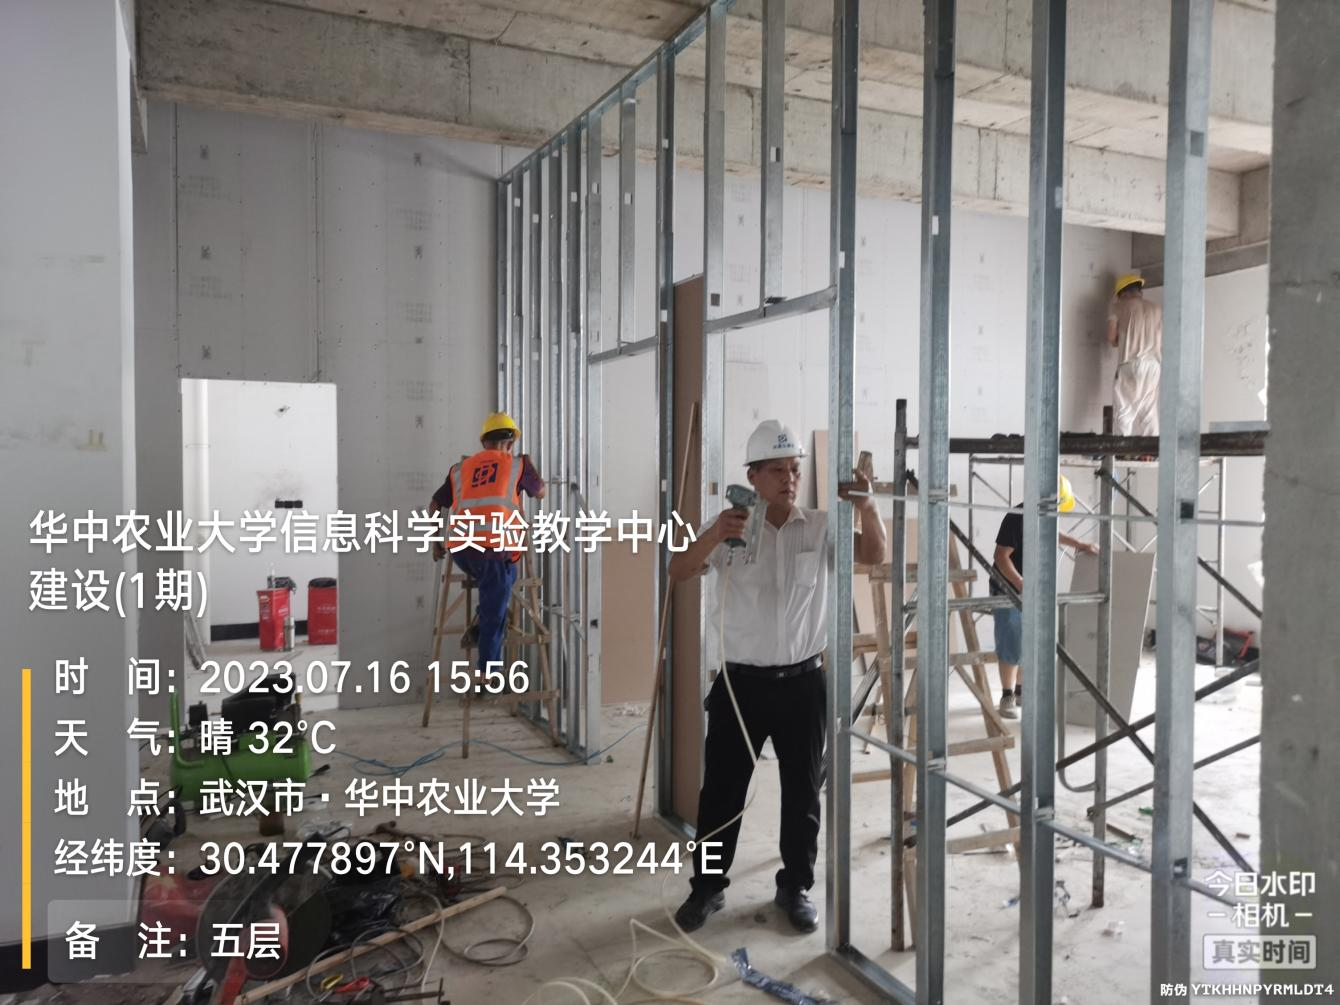 华中农业大学信息科学实验教学中心
建设(1期)
时 间：2023.07.16 15:56
天 气：晴 32°C
地 点：武汉市·华中农业大学
经纬度：30.477897°N,114.353244°E
备 注：五层
今日水印
相机
真实时间
防伪 YTKHHNPYRMLDT4